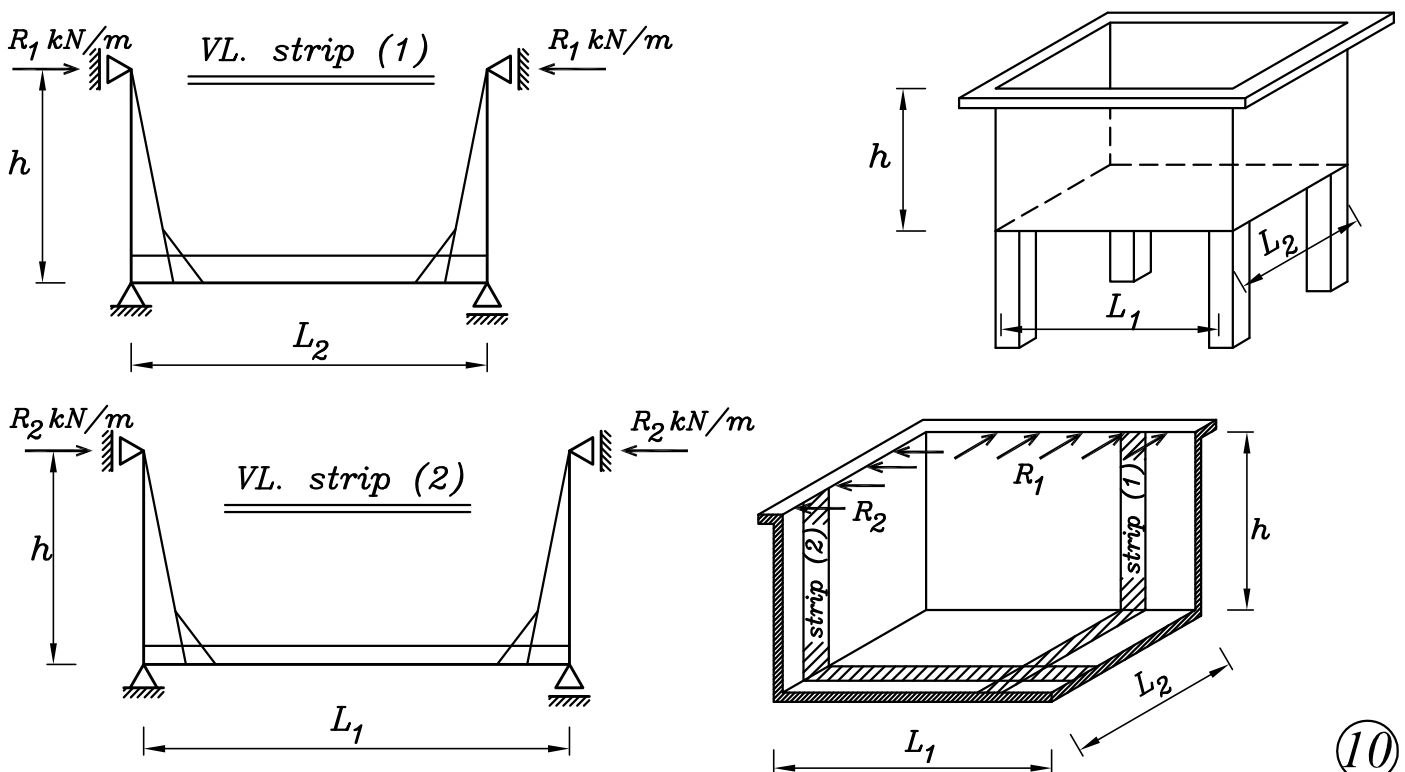 R1 kN/m
VL. strip (1)
R1 kN/m
h
L2
h
L2
L1
R2 kN/m
VL. strip (2)
R2 kN/m
h
L1
R1
R2
strip (1)
strip (2)
h
L2
L1
10